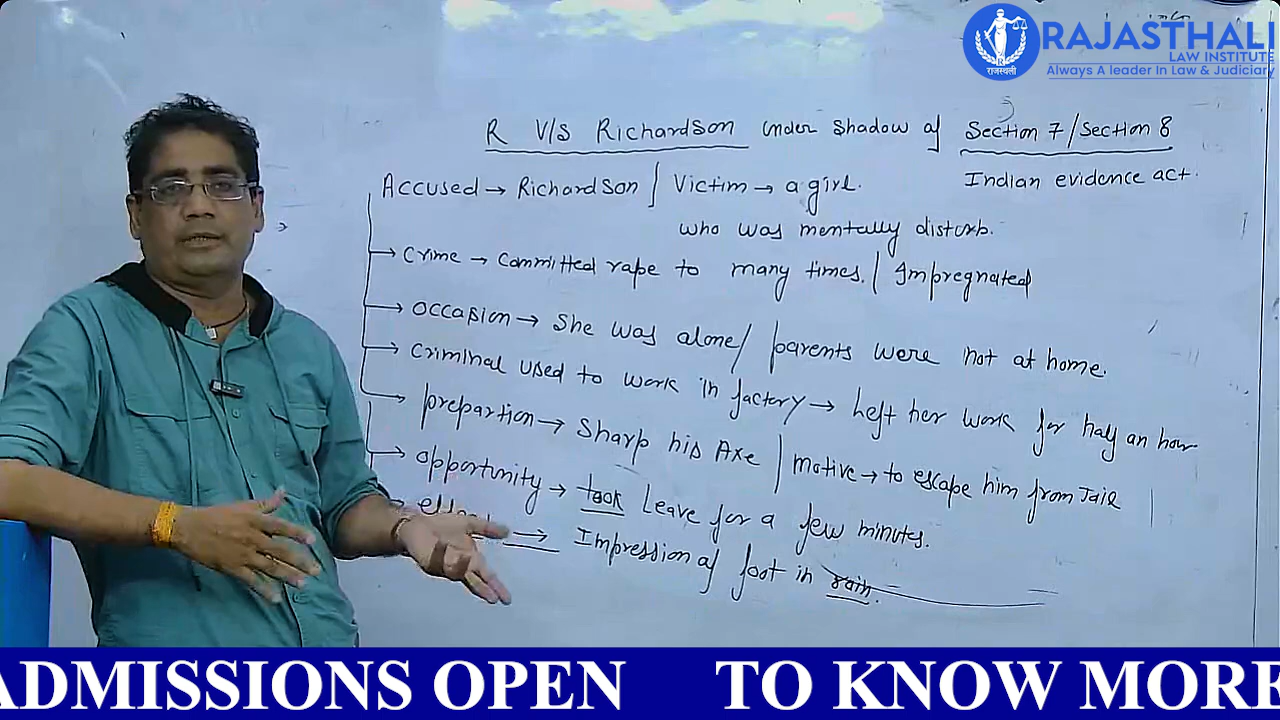 RAJASTHALI
LAW INSTITUTE
Always A leader In Law & Judiciary
राजस्थली
R V/s Richardson under shadow of Section 7/Section 8
Indian evidence act.
Accused → Richardson / Victim → a girl.
who was mentally disturb.
→ Crime → Committed rape to many times. / Impregnated
→ Occasion → She was alone / parents were not at home.
→ Criminal used to work in factory → Left her work for half an hour
→ prepartion → Sharp his Axe / Motive → to escape him from Jail
→ opportunity → took Leave for a few minutes.
→ Impression of foot in rain.
ADMISSIONS OPEN TO KNOW MORE